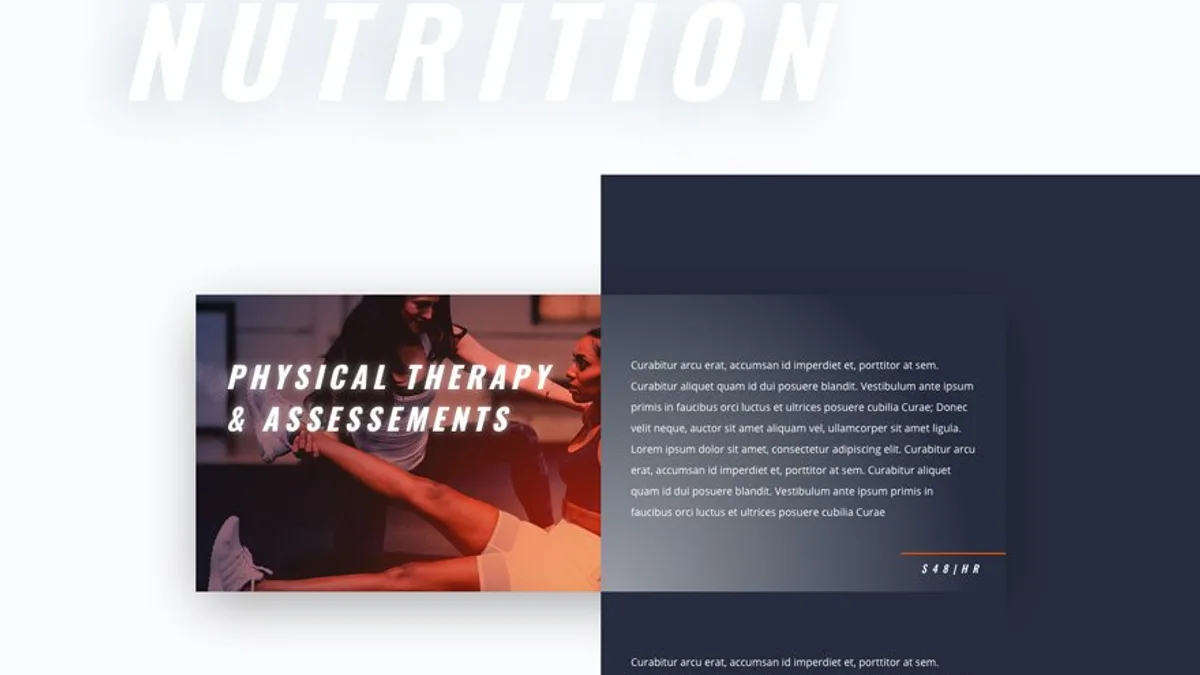 NUTRITION
PHYSICAL THERAPY
& ASSESSEMENTS
Curabitur arcu erat, accumsan id imperdiet et, porttitor at sem.
Curabitur aliquet quam id dui posuere blandit. Vestibulum ante ipsum
primis in faucibus orci luctus et ultrices posuere cubilia Curae; Donec
velit neque, auctor sit amet aliquam vel, ullamcorper sit amet ligula.
Lorem ipsum dolor sit amet, consectetur adipiscing elit. Curabitur arcu
erat, accumsan id imperdiet et, porttitor at sem. Curabitur aliquet
quam id dui posuere blandit. Vestibulum ante ipsum primis in
faucibus orci luctus et ultrices posuere cubilia Curae
$48|HR
Curabitur arcu erat, accumsan id imperdiet et, porttitor at sem.